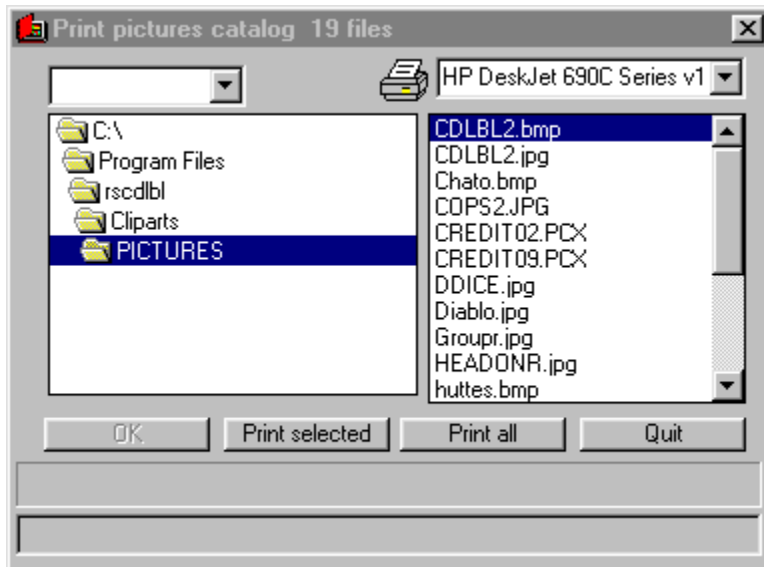 Print pictures catalog  19 files
HP DeskJet 690C Series v1
C:\
Program Files
rscdlbl
Cliparts
PICTURES
CDLBL2.bmp
CDLBL2.jpg
Chato.bmp
COPS2.JPG
CREDIT02.PCX
CREDIT09.PCX
DDICE.jpg
Diablo.jpg
Groupr.jpg
HEADONR.jpg
huttes.bmp
OK
Print selected
Print all
Quit